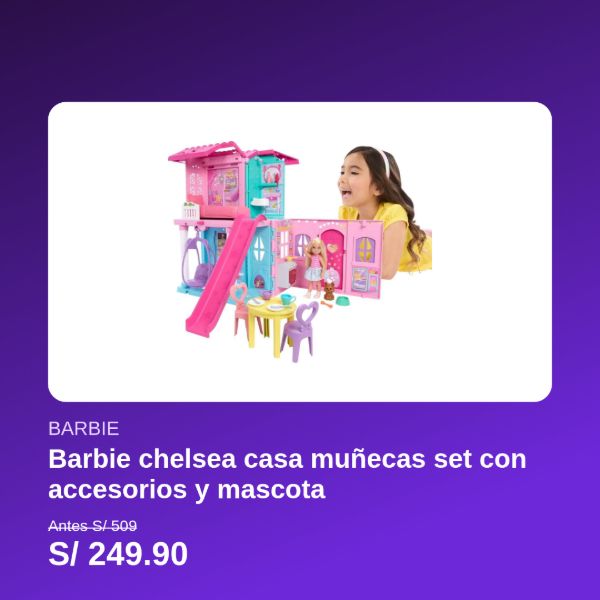 BARBIE
Barbie chelsea casa muñecas set con
accesorios y mascota
Antes S/ 509
S/ 249.90